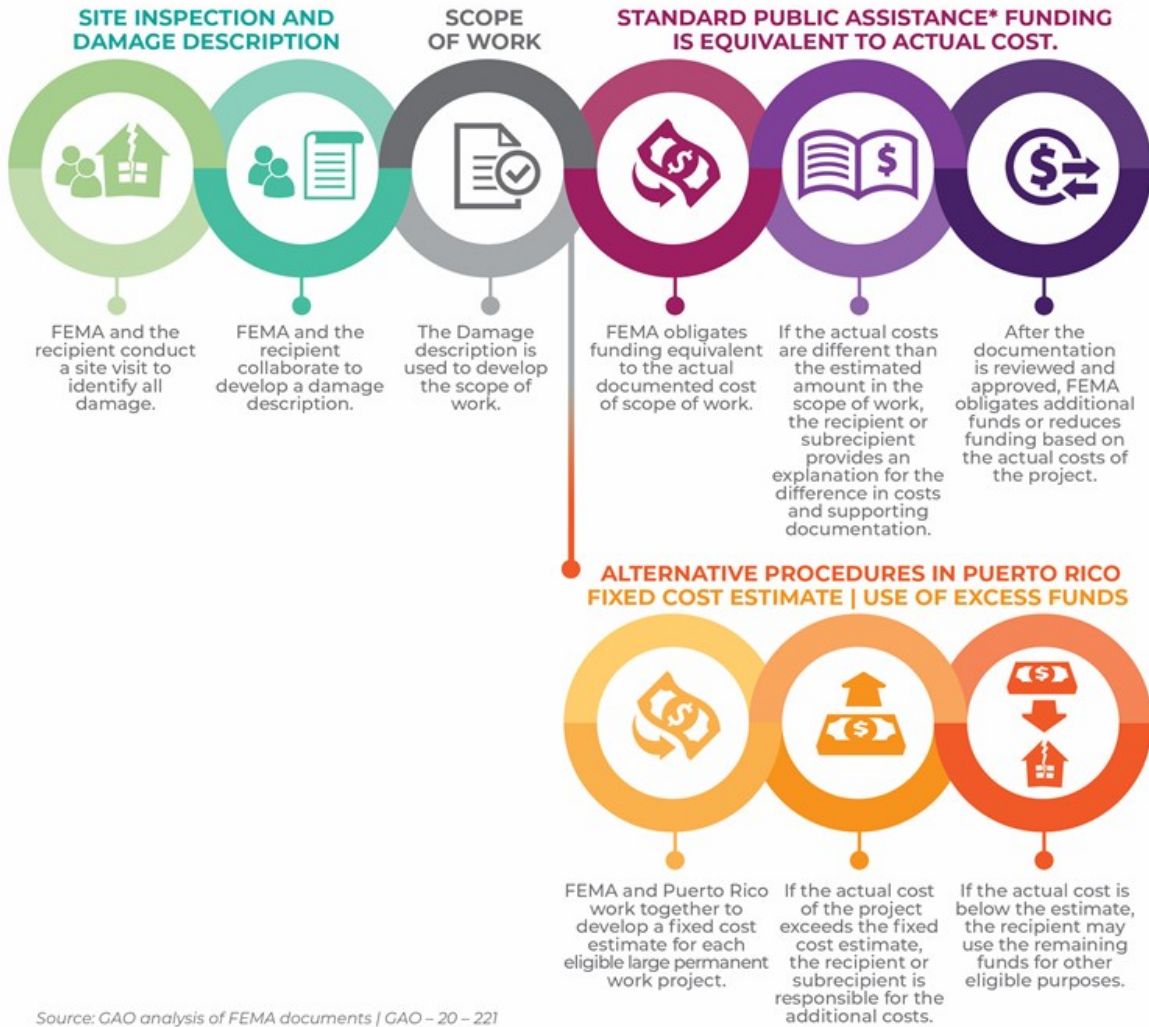 SITE INSPECTION AND
DAMAGE DESCRIPTION
SCOPE
OF WORK
STANDARD PUBLIC ASSISTANCE* FUNDING
IS EQUIVALENT TO ACTUAL COST.
$
$
$
FEMA and the
recipient conduct
a site visit to
identify all
damage.
FEMA and the
recipient
collaborate to
develop a damage
description.
The Damage
description is
used to develop
the scope of
work.
FEMA obligates
funding equivalent
to the actual
documented cost
of scope of work.
If the actual costs
are different than
the estimated
amount in the
scope of work,
the recipient or
subrecipient
provides an
explanation for the
difference in costs
and supporting
documentation.
After the
documentation
is reviewed and
approved, FEMA
obligates additional
funds or reduces
funding based on
the actual costs of
the project.
ALTERNATIVE PROCEDURES IN PUERTO RICO
FIXED COST ESTIMATE | USE OF EXCESS FUNDS
$
$
$
FEMA and Puerto Rico
work together to
develop a fixed cost
estimate for each
eligible large permanent
work project.
If the actual cost
of the project
exceeds the fixed
cost estimate,
the recipient or
subrecipient is
responsible for the
additional costs.
If the actual cost is
below the estimate,
the recipient may
use the remaining
funds for other
eligible purposes.
Source: GAO analysis of FEMA documents | GAO – 20 – 221